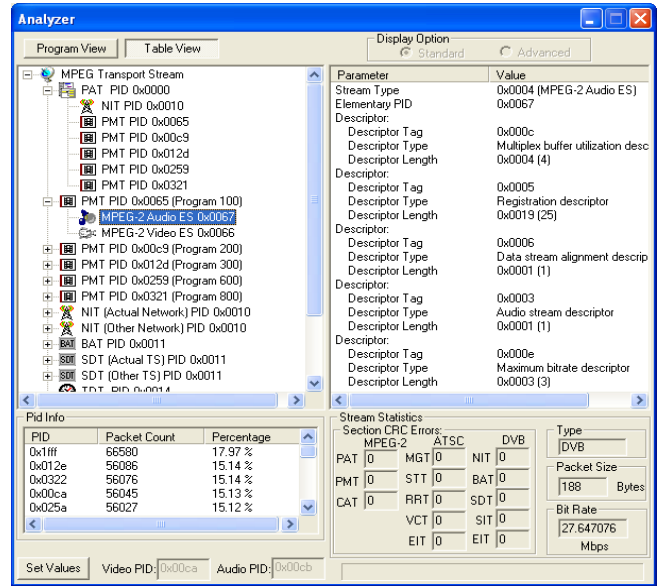 Analyzer
Program View
Table View
Display Option
Standard
Advanced
MPEG Transport Stream
PAT PID 0x0000
NIT PID 0x0010
PMT PID 0x0065
PMT PID 0x00c9
PMT PID 0x012d
PMT PID 0x0259
PMT PID 0x0321
PMT PID 0x0065 (Program 100)
MPEG-2 Audio ES 0x0067
MPEG-2 Video ES 0x0066
PMT PID 0x00c9 (Program 200)
PMT PID 0x012d (Program 300)
PMT PID 0x0259 (Program 600)
PMT PID 0x0321 (Program 800)
NIT (Actual Network) PID 0x0010
NIT (Other Network) PID 0x0010
BAT BAT PID 0x0011
SDT SDT (Actual TS) PID 0x0011
SDT SDT (Other TS) PID 0x0011
TDT PID 0x0014
Parameter Value
Stream Type 0x0004 (MPEG-2 Audio ES)
Elementary PID 0x0067
Descriptor:
Descriptor Tag 0x000c
Descriptor Type Multiplex buffer utilization desc
Descriptor Length 0x0004 (4)
Descriptor:
Descriptor Tag 0x0005
Descriptor Type Registration descriptor
Descriptor Length 0x0019 (25)
Descriptor:
Descriptor Tag 0x0006
Descriptor Type Data stream alignment descrip
Descriptor Length 0x0001 (1)
Descriptor:
Descriptor Tag 0x0003
Descriptor Type Audio stream descriptor
Descriptor Length 0x0001 (1)
Descriptor:
Descriptor Tag 0x000e
Descriptor Type Maximum bitrate descriptor
Descriptor Length 0x0003 (3)
Pid Info
PID Packet Count Percentage
0x1fff 66580 17.97 %
0x012e 56086 15.14 %
0x0322 56076 15.14 %
0x00ca 56045 15.13 %
0x025a 56027 15.12 %
Stream Statistics
Section CRC Errors:
MPEG-2 ATSC DVB
PAT 0 MGT 0 NIT 0
PMT 0 STT 0 BAT 0
CAT 0 RRT 0 SDT 0
VCT 0 SIT 0
EIT 0 EIT 0
Type
DVB
Packet Size
188 Bytes
Bit Rate
27.647076
Mbps
Set Values Video PID: 0x00ca Audio PID: 0x00cb